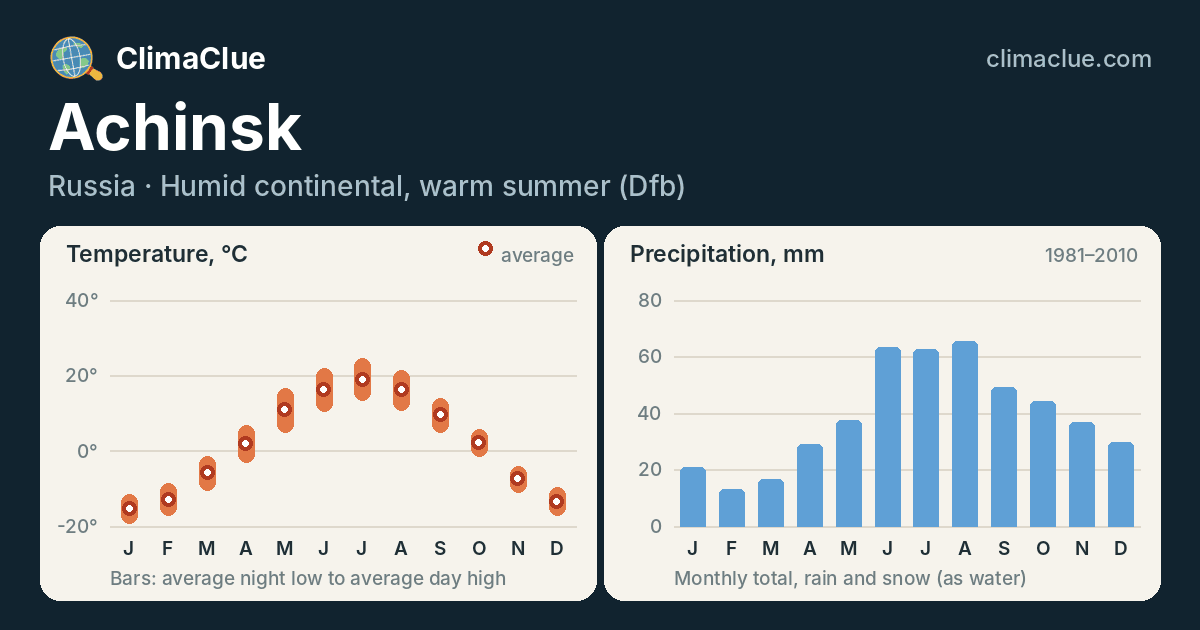 ClimaClue
climaclue.com
Achinsk
Russia · Humid continental, warm summer (Dfb)
Temperature, °C
average
40°
20°
0°
-20°
J F M A M J J A S O N D
Bars: average night low to average day high
Precipitation, mm
1981–2010
80
60
40
20
0
J F M A M J J A S O N D
Monthly total, rain and snow (as water)